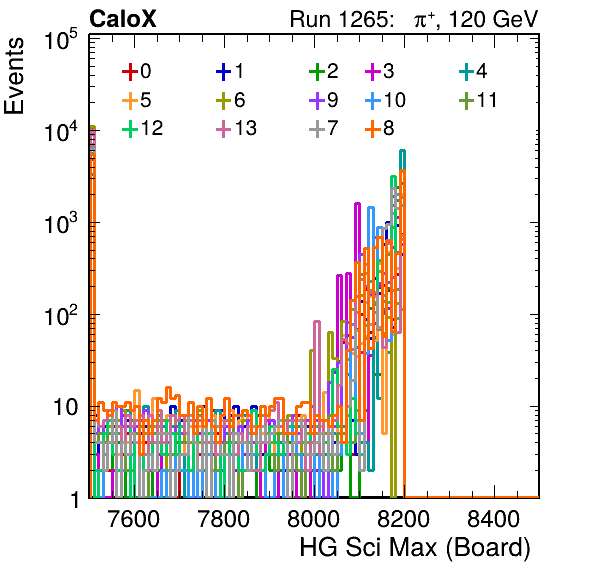 CaloX Run 1265: π⁺, 120 GeV
Events
10⁵
10⁴
10³
10²
10
1
0 1 2 3 4
5 6 9 10 11
12 13 7 8
7600 7800 8000 8200 8400
HG Sci Max (Board)